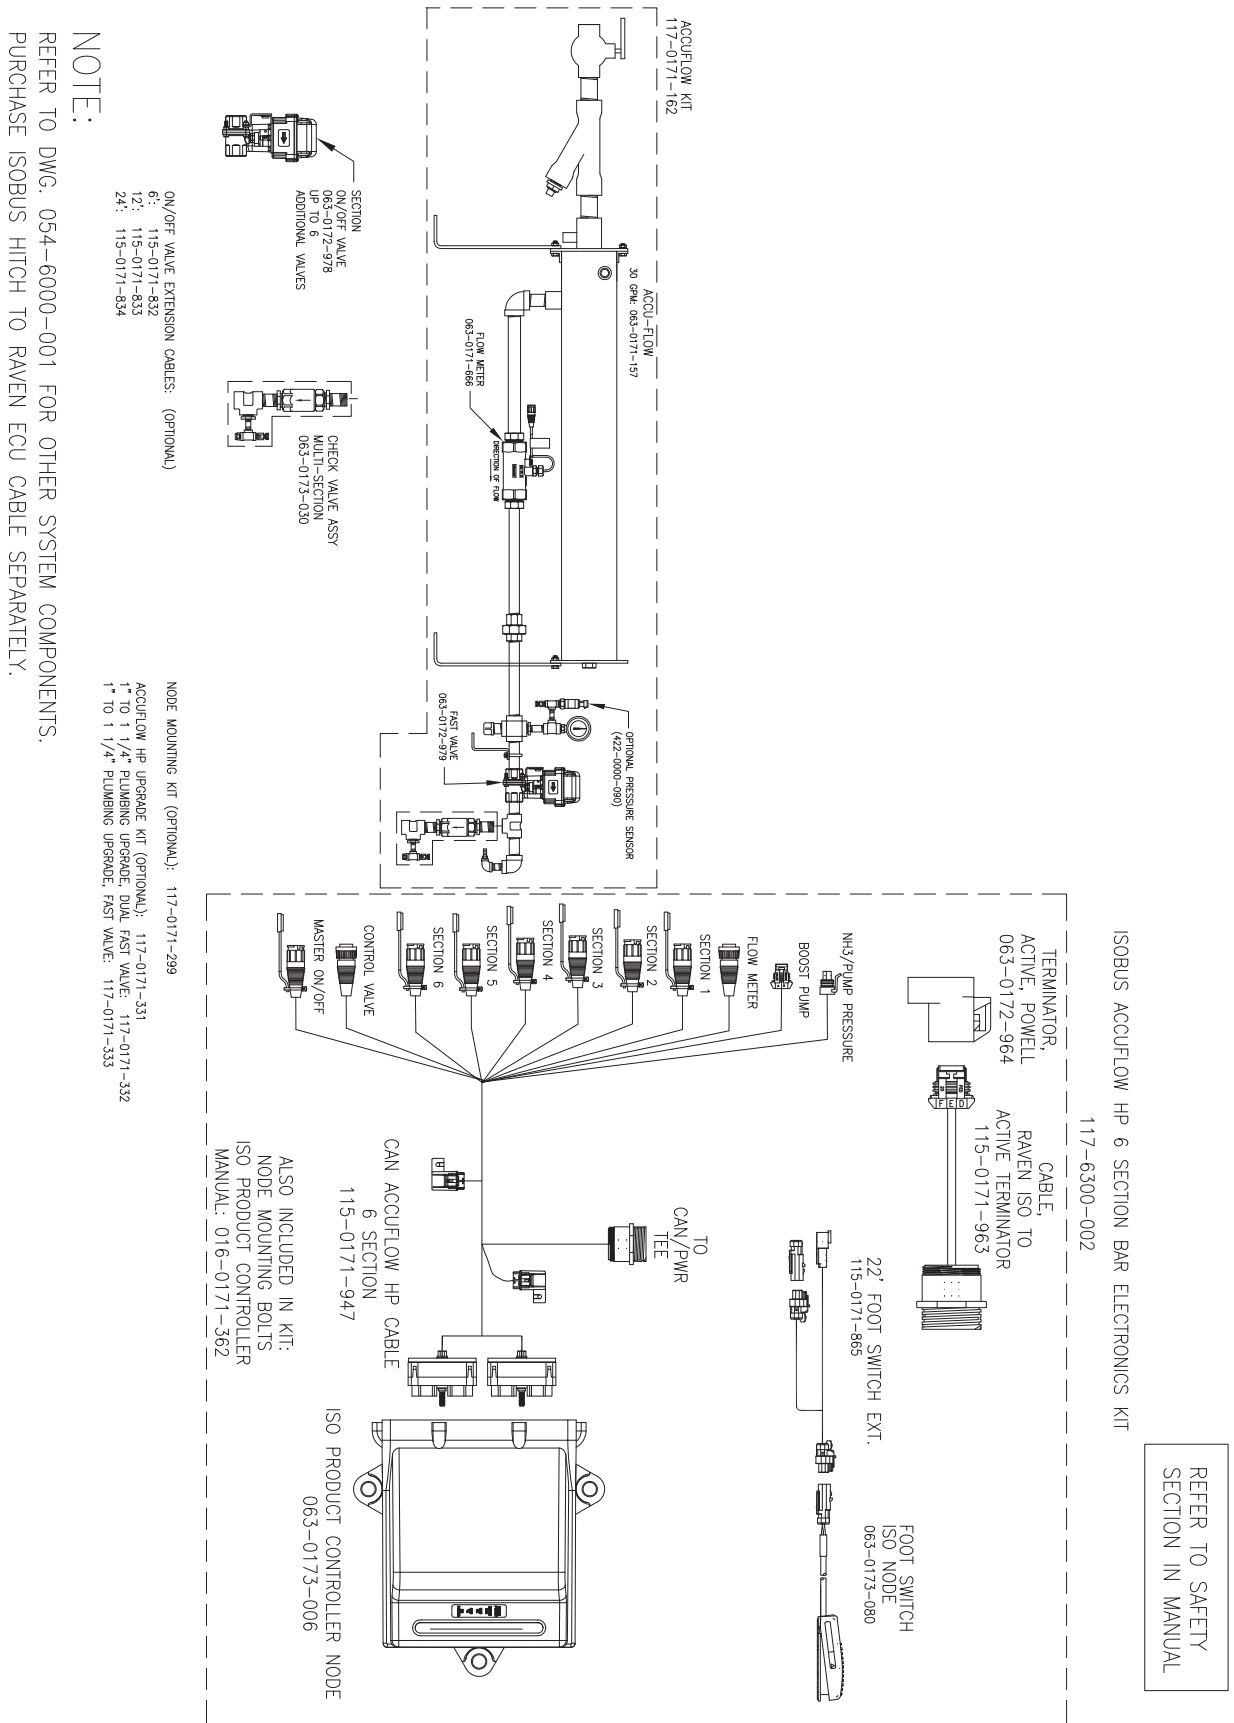 REFER TO SAFETY
SECTION IN MANUAL
ISOBUS ACCUFLOW HP 6 SECTION BAR ELECTRONICS KIT
117-6300-002
ACCUFLOW KIT
117-0171-162
ACCU-FLOW
30 GPM: 063-0171-157
FLOW METER
063-0171-666
DIRECTION OF FLOW
OPTIONAL PRESSURE SENSOR
(422-0000-090)
FAST VALVE
063-0172-979
SECTION
ON/OFF VALVE
063-0172-978
UP TO 6
ADDITIONAL VALVES
CHECK VALVE ASSY
MULTI-SECTION
063-0173-030
ON/OFF VALVE EXTENSION CABLES: (OPTIONAL)
6': 115-0171-832
12': 115-0171-833
24': 115-0171-834
NODE MOUNTING KIT (OPTIONAL): 117-0171-299
ACCUFLOW HP UPGRADE KIT (OPTIONAL): 117-0171-331
1" TO 1 1/4" PLUMBING UPGRADE, DUAL FAST VALVE: 117-0171-332
1" TO 1 1/4" PLUMBING UPGRADE, FAST VALVE: 117-0171-333
TERMINATOR,
ACTIVE, POWELL
063-0172-964
F E D
CABLE,
RAVEN ISO TO
ACTIVE TERMINATOR
115-0171-963
22' FOOT SWITCH EXT.
115-0171-865
FOOT SWITCH
ISO NODE
063-0173-080
NH3/PUMP PRESSURE
BOOST PUMP
FLOW METER
SECTION 1
SECTION 2
SECTION 3
SECTION 4
SECTION 5
SECTION 6
CONTROL VALVE
MASTER ON/OFF
TO
CAN/PWR
TEE
CAN ACCUFLOW HP CABLE
6 SECTION
115-0171-947
ISO PRODUCT CONTROLLER NODE
063-0173-006
ALSO INCLUDED IN KIT:
NODE MOUNTING BOLTS
ISO PRODUCT CONTROLLER
MANUAL: 016-0171-362
NOTE:
REFER TO DWG. 054-6000-001 FOR OTHER SYSTEM COMPONENTS.
PURCHASE ISOBUS HITCH TO RAVEN ECU CABLE SEPARATELY.